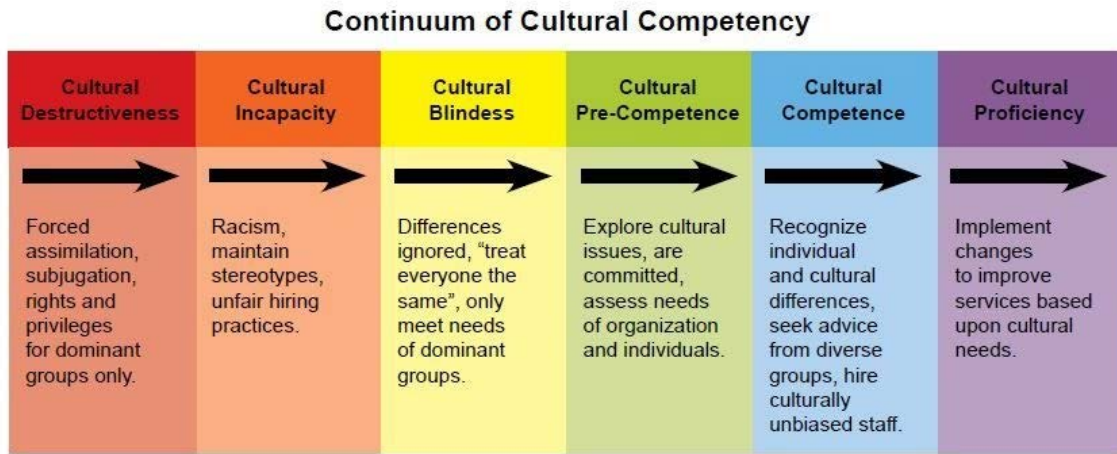 Continuum of Cultural Competency
Cultural
Destructiveness
Forced
assimilation,
subjugation,
rights and
privileges
for dominant
groups only.
Cultural
Incapacity
Racism,
maintain
stereotypes,
unfair hiring
practices.
Cultural
Blindess
Differences
ignored, “treat
everyone the
same”, only
meet needs
of dominant
groups.
Cultural
Pre-Competence
Explore cultural
issues, are
committed,
assess needs
of organization
and individuals.
Cultural
Competence
Recognize
individual
and cultural
differences,
seek advice
from diverse
groups, hire
culturally
unbiased staff.
Cultural
Proficiency
Implement
changes
to improve
services based
upon cultural
needs.